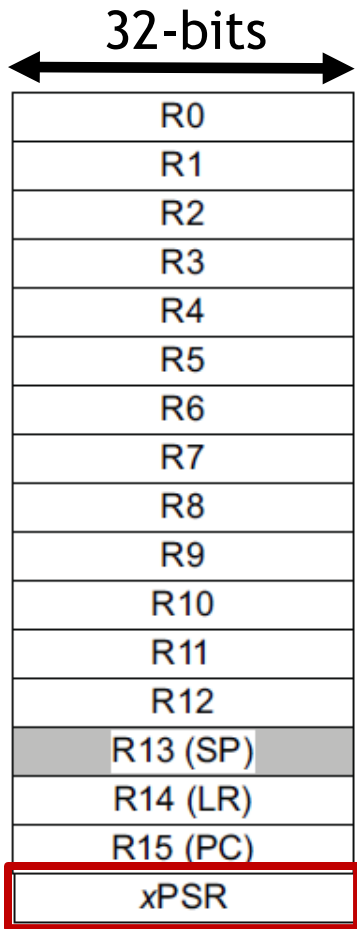 32-bits
R0
R1
R2
R3
R4
R5
R6
R7
R8
R9
R10
R11
R12
R13 (SP)
R14 (LR)
R15 (PC)
xPSR